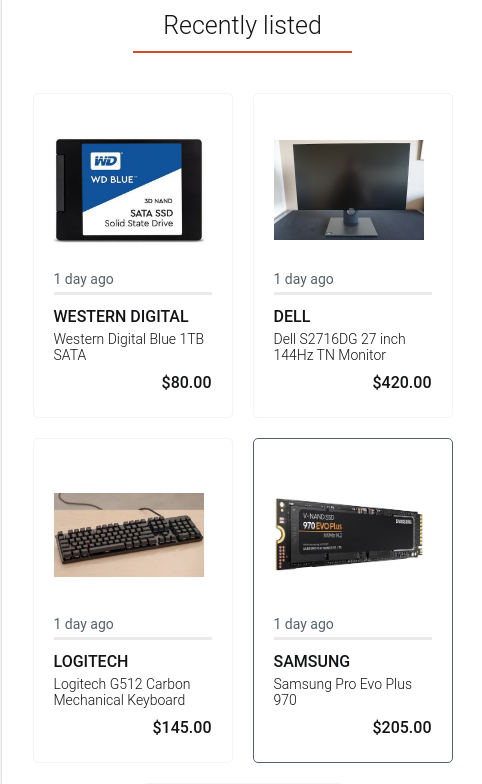 Recently listed
WD
WD BLUE™
3D NAND
SATA SSD
Solid State Drive
1 day ago
WESTERN DIGITAL
Western Digital Blue 1TB
SATA
$80.00
1 day ago
DELL
Dell S2716DG 27 inch
144Hz TN Monitor
$420.00
1 day ago
LOGITECH
Logitech G512 Carbon
Mechanical Keyboard
$145.00
V-NAND SSD
970 EVO Plus
NVMe M.2
SAMSUNG
1 day ago
SAMSUNG
Samsung Pro Evo Plus
970
$205.00